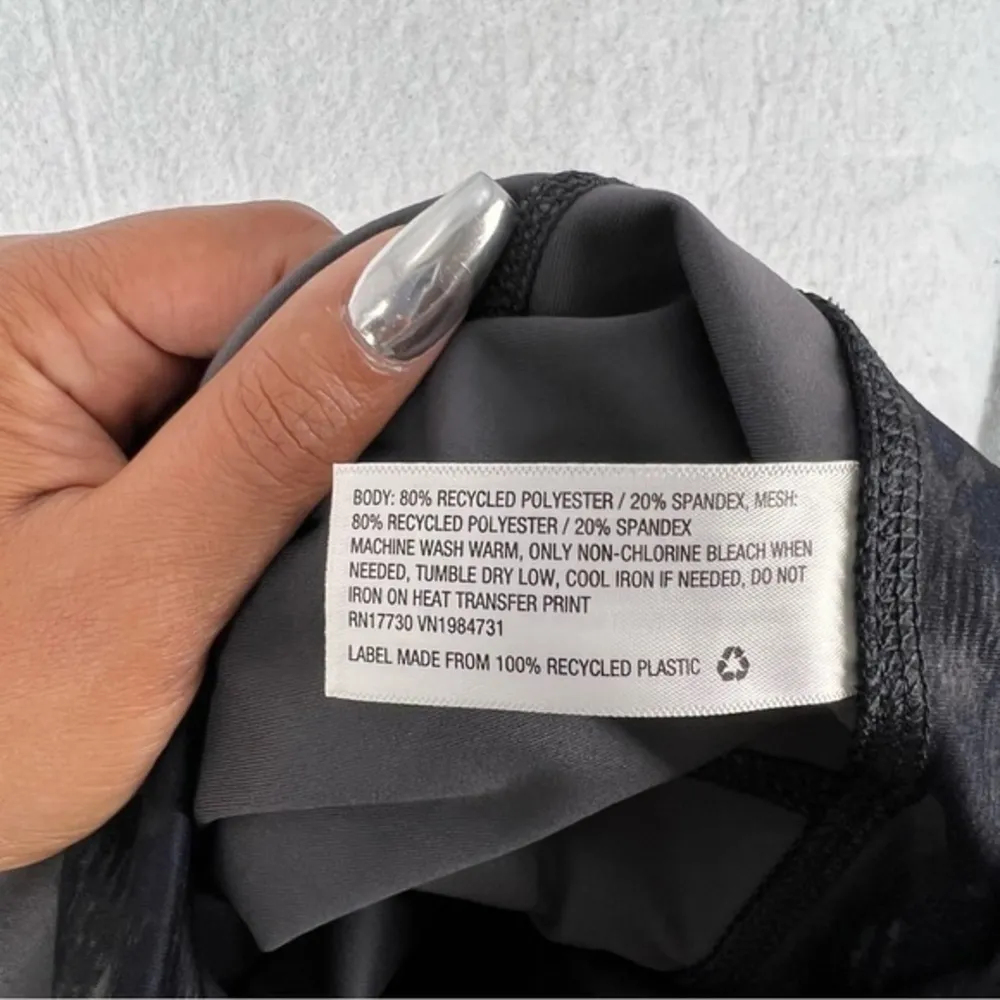 BODY: 80% RECYCLED POLYESTER / 20% SPANDEX, MESH:
80% RECYCLED POLYESTER / 20% SPANDEX
MACHINE WASH WARM, ONLY NON-CHLORINE BLEACH WHEN
NEEDED, TUMBLE DRY LOW, COOL IRON IF NEEDED, DO NOT
IRON ON HEAT TRANSFER PRINT
RN17730 VN1984731
LABEL MADE FROM 100% RECYCLED PLASTIC